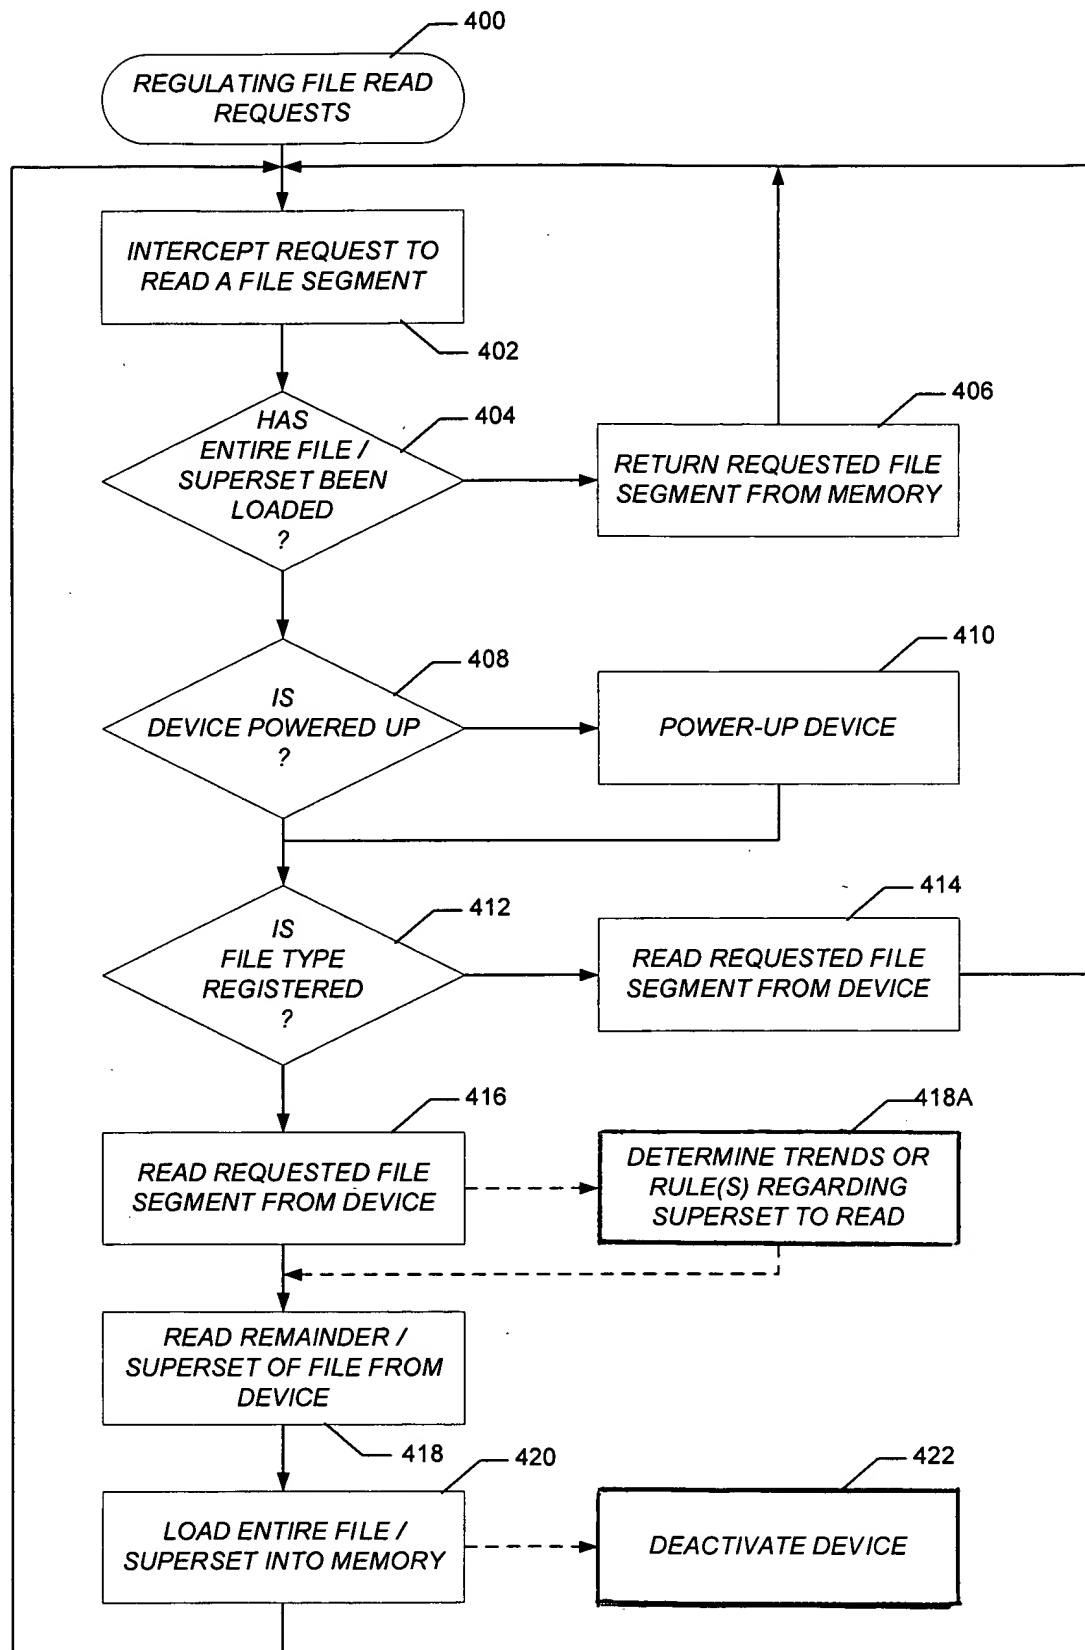 400
REGULATING FILE READ
REQUESTS
INTERCEPT REQUEST TO
READ A FILE SEGMENT
402
HAS
ENTIRE FILE /
SUPERSET BEEN
LOADED
?
404
406
RETURN REQUESTED FILE
SEGMENT FROM MEMORY
408
IS
DEVICE POWERED UP
?
410
POWER-UP DEVICE
412
IS
FILE TYPE
REGISTERED
?
414
READ REQUESTED FILE
SEGMENT FROM DEVICE
416
READ REQUESTED FILE
SEGMENT FROM DEVICE
418A
DETERMINE TRENDS OR
RULE(S) REGARDING
SUPERSET TO READ
READ REMAINDER /
SUPERSET OF FILE FROM
DEVICE
418
420
LOAD ENTIRE FILE /
SUPERSET INTO MEMORY
422
DEACTIVATE DEVICE